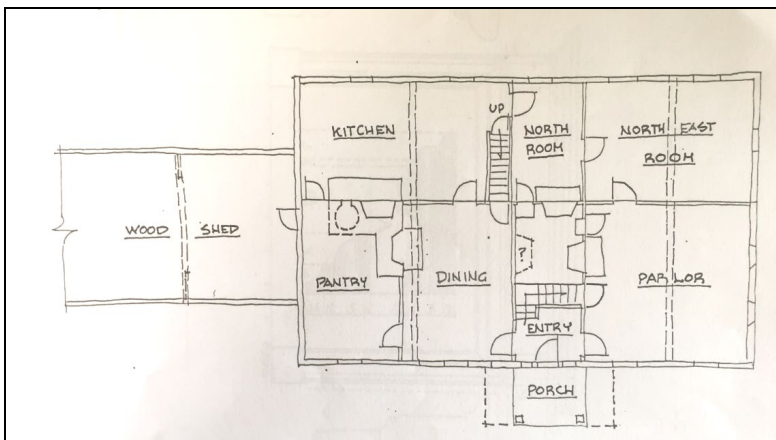 UP
KITCHEN
NORTH
ROOM
NORTH EAST
ROOM
WOOD SHED
?
PANTRY
DINING
PARLOR
ENTRY
PORCH